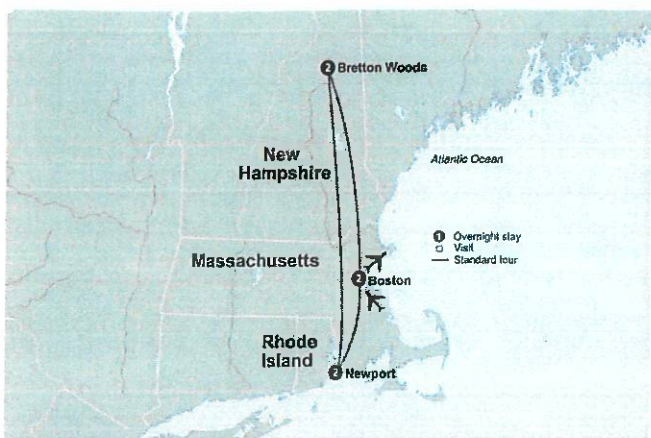 2 Bretton Woods
New
Hampshire
Atlantic Ocean
1 Overnight stay
Visit
Standard tour
Massachusetts
2 Boston
Rhode
Island
2 Newport